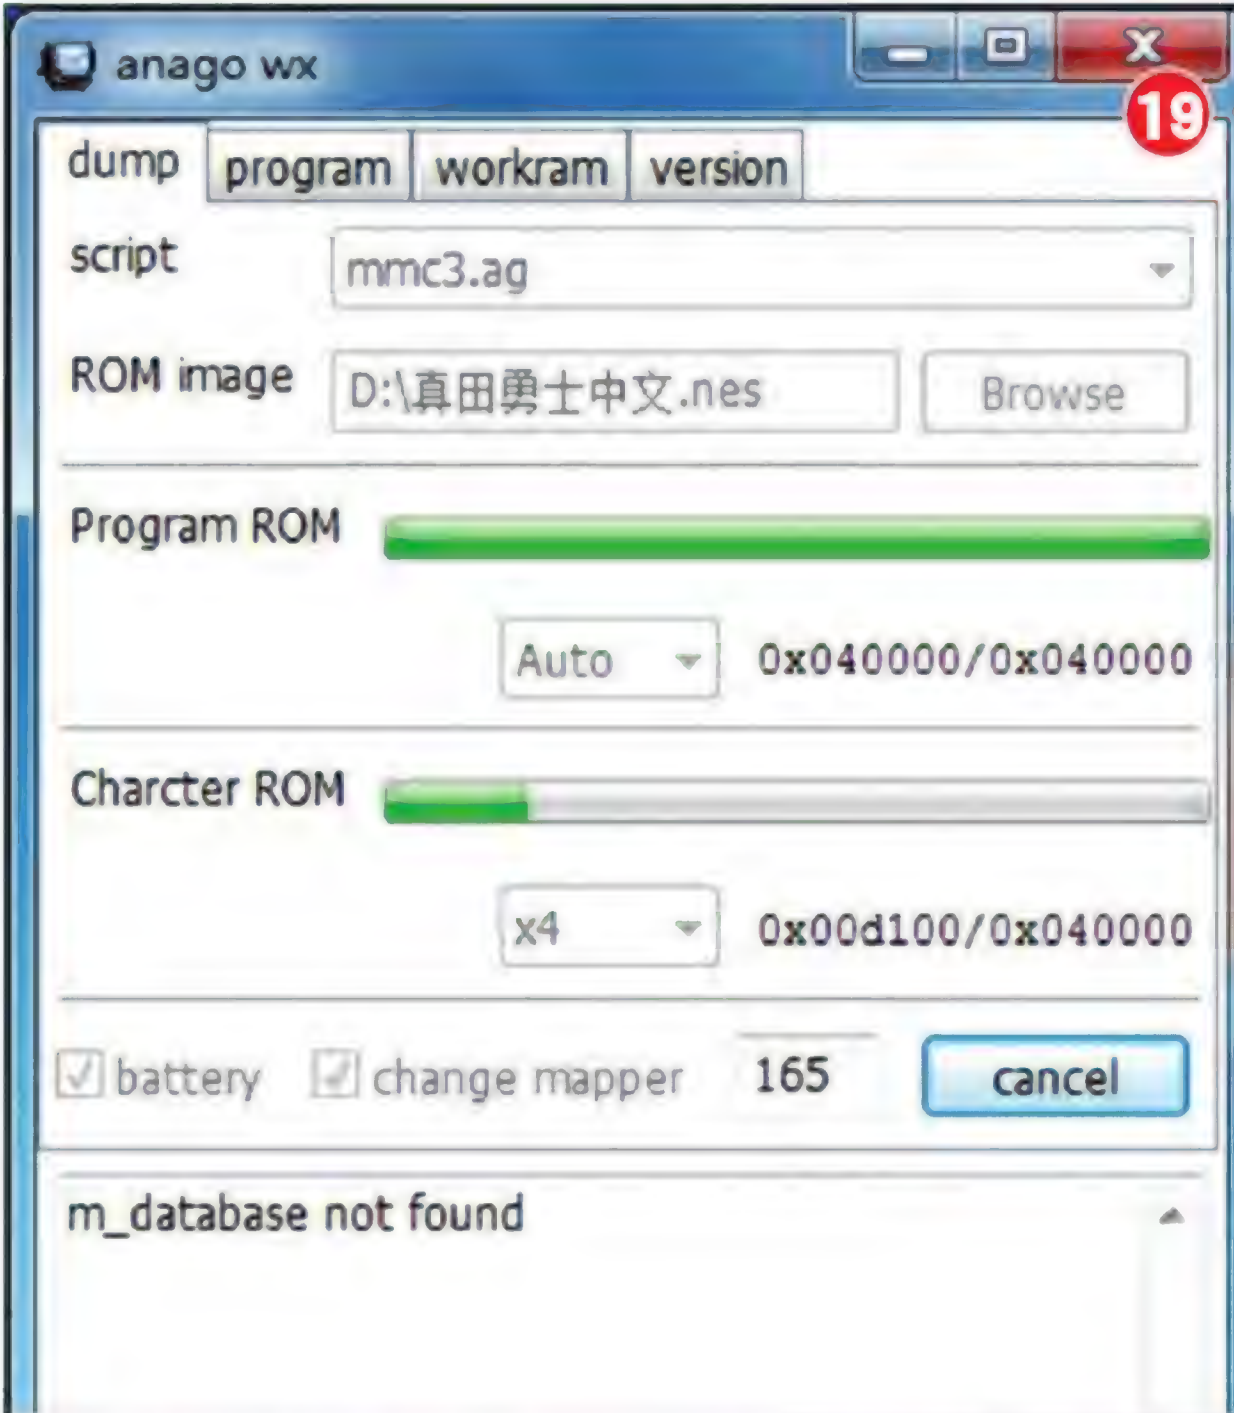 anago wx
19
dump program workram version
script mmc3.ag
ROM image D:\真田勇士中文.nes Browse
Program ROM
Auto 0x040000/0x040000
Charcter ROM
x4 0x00d100/0x040000
battery change mapper 165 cancel
m_database not found